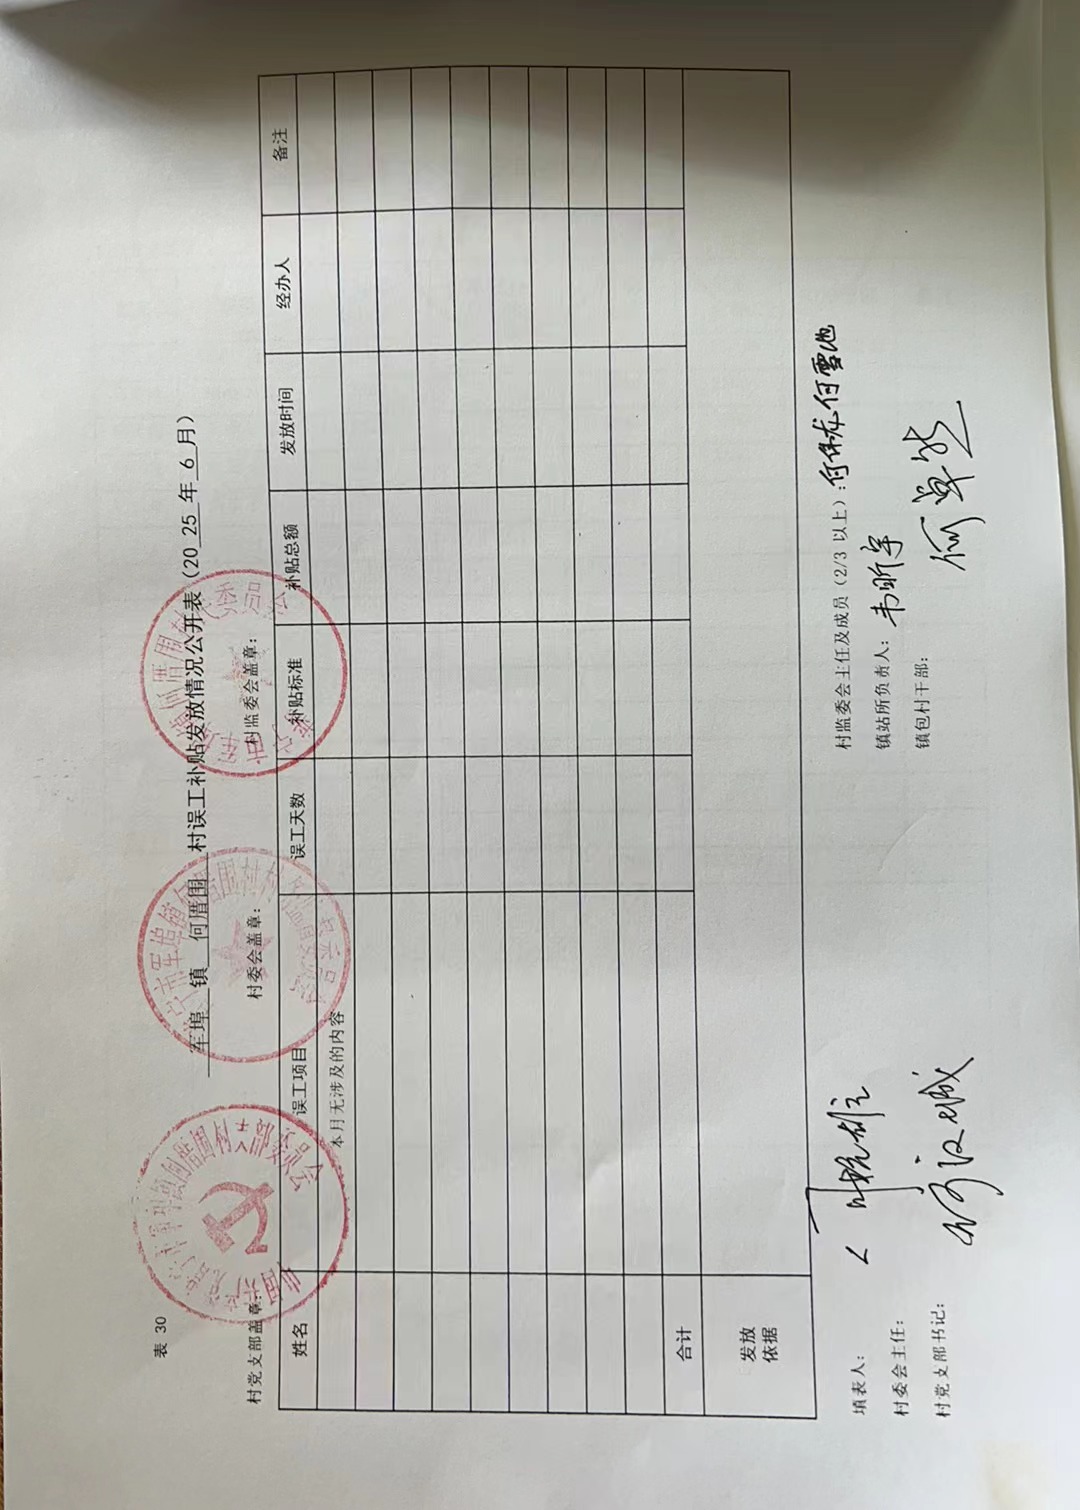 表 30
军埠 镇 何厝围 村误工补贴发放情况公开表（20 25 年 6 月）
村党支部盖章： 村委会盖章： 村监委会盖章：
姓名 误工项目 误工天数 补贴标准 补贴总额 发放时间 经办人 备注
本月无涉及的内容
合计
发放
依据
填表人： 村监委会主任及成员（2/3 以上）：
村委会主任： 镇站所负责人：韦昕宇
村党支部书记： 镇包村干部：